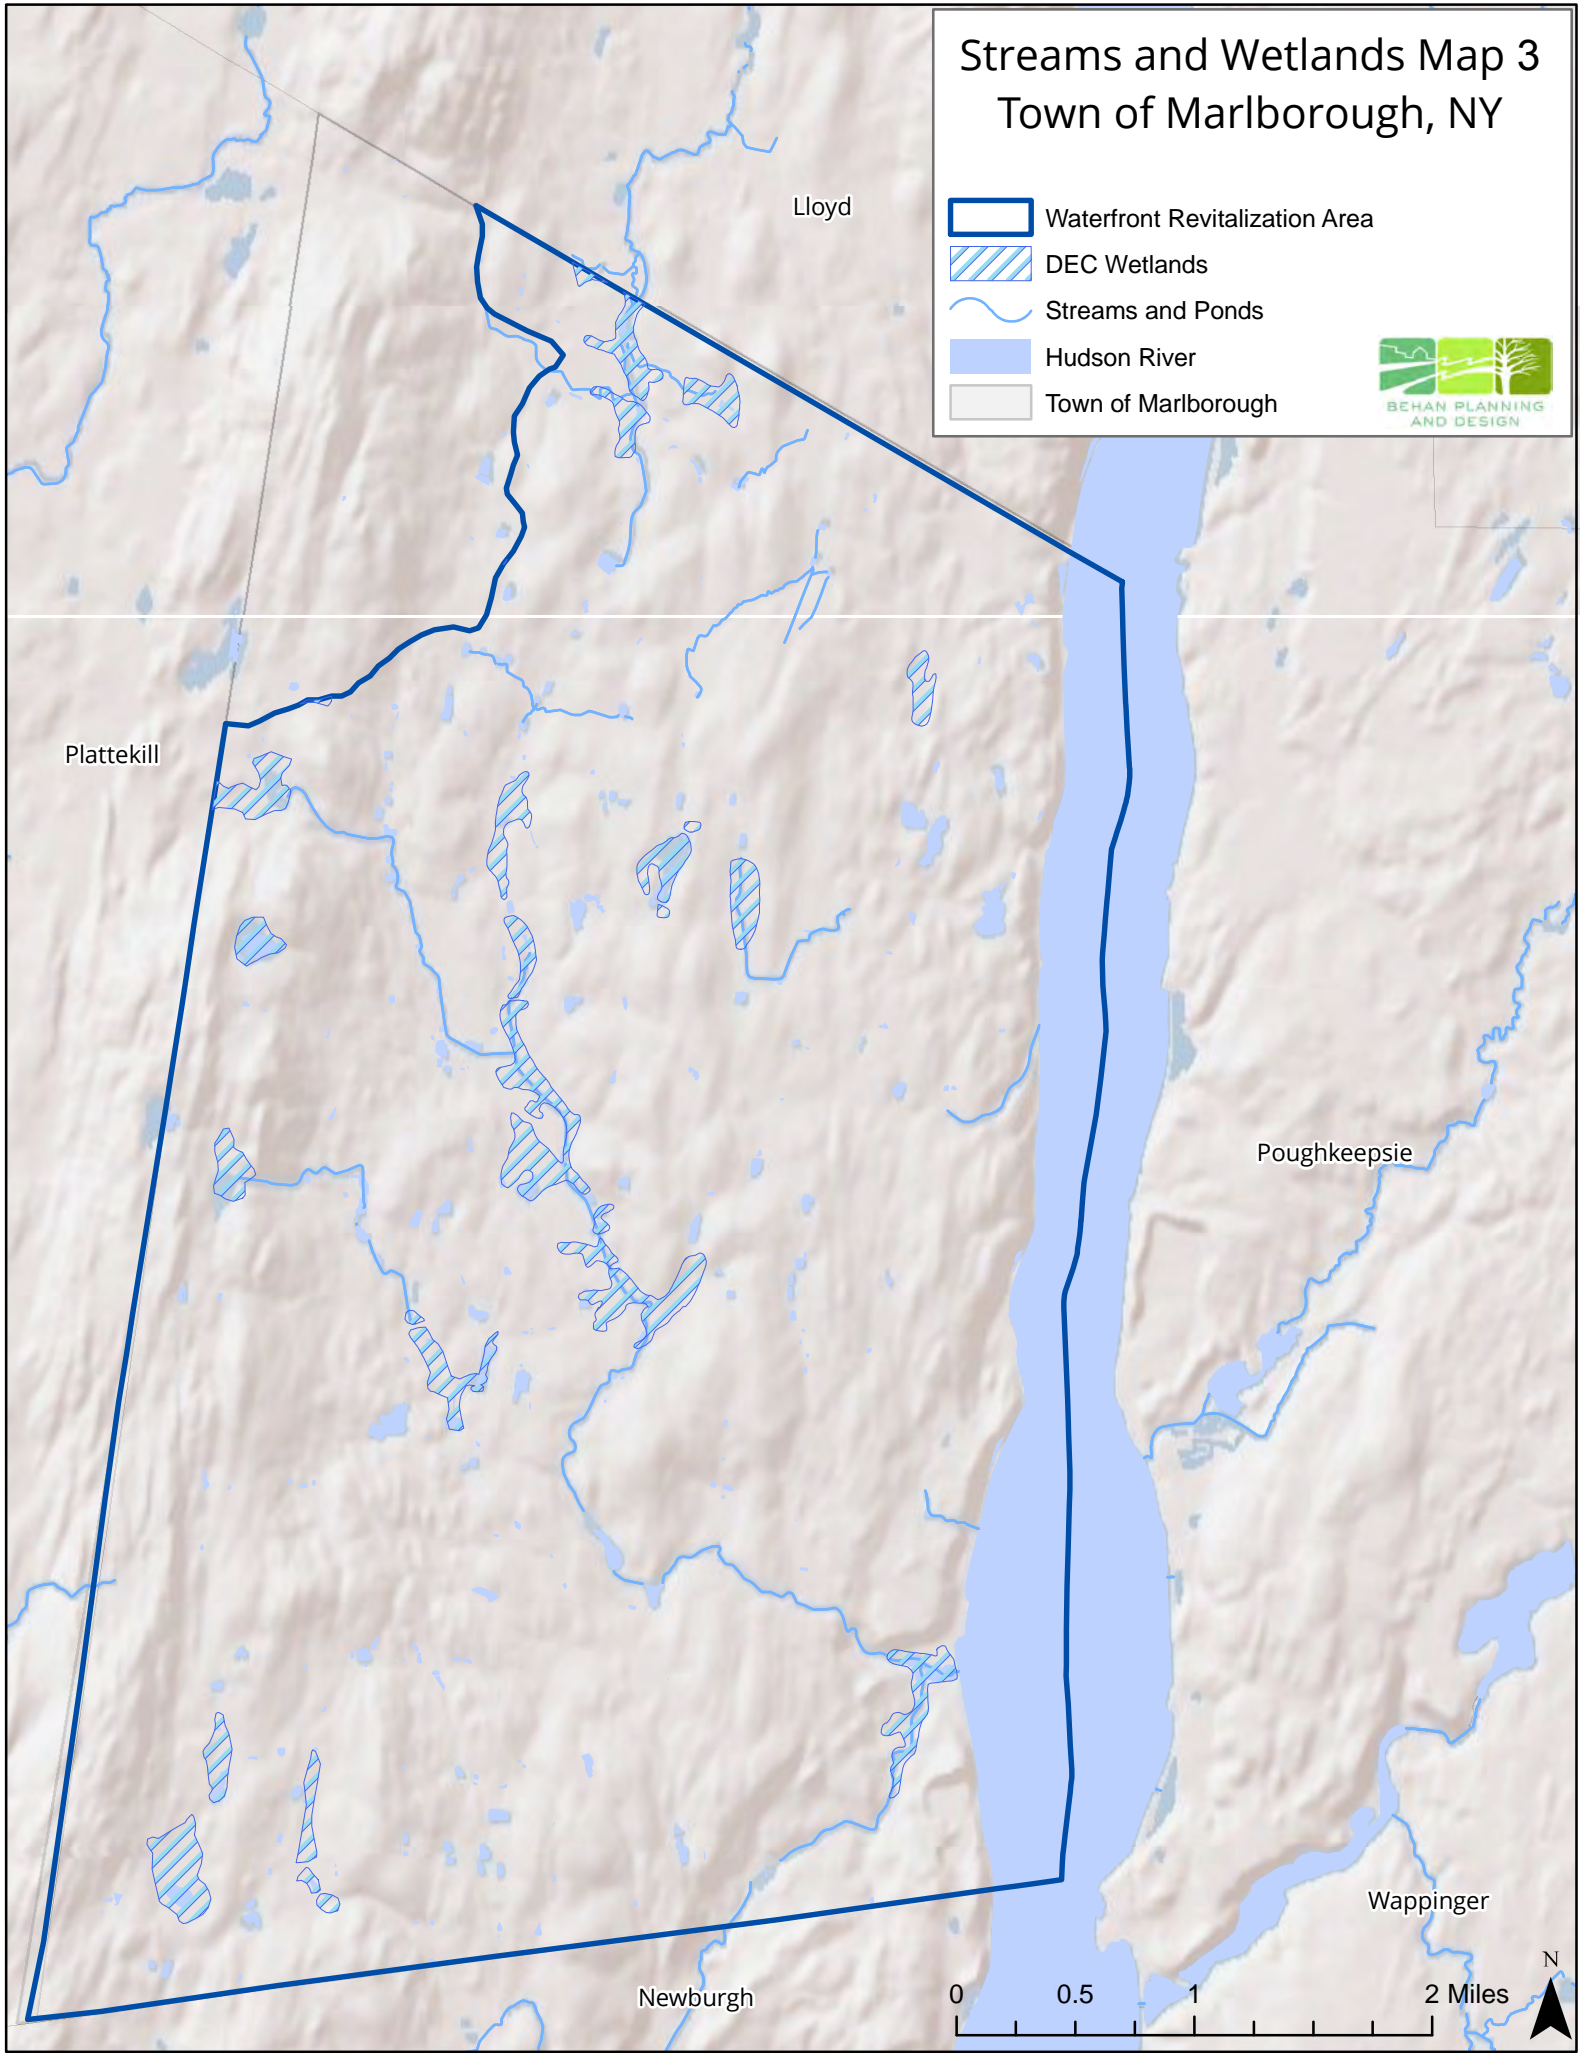 Streams and Wetlands Map 3
Town of Marlborough, NY
Waterfront Revitalization Area
DEC Wetlands
Streams and Ponds
Hudson River
Town of Marlborough
BEHAN PLANNING
AND DESIGN
Lloyd
Plattekill
Poughkeepsie
Wappinger
Newburgh
0 0.5 1 2 Miles
N